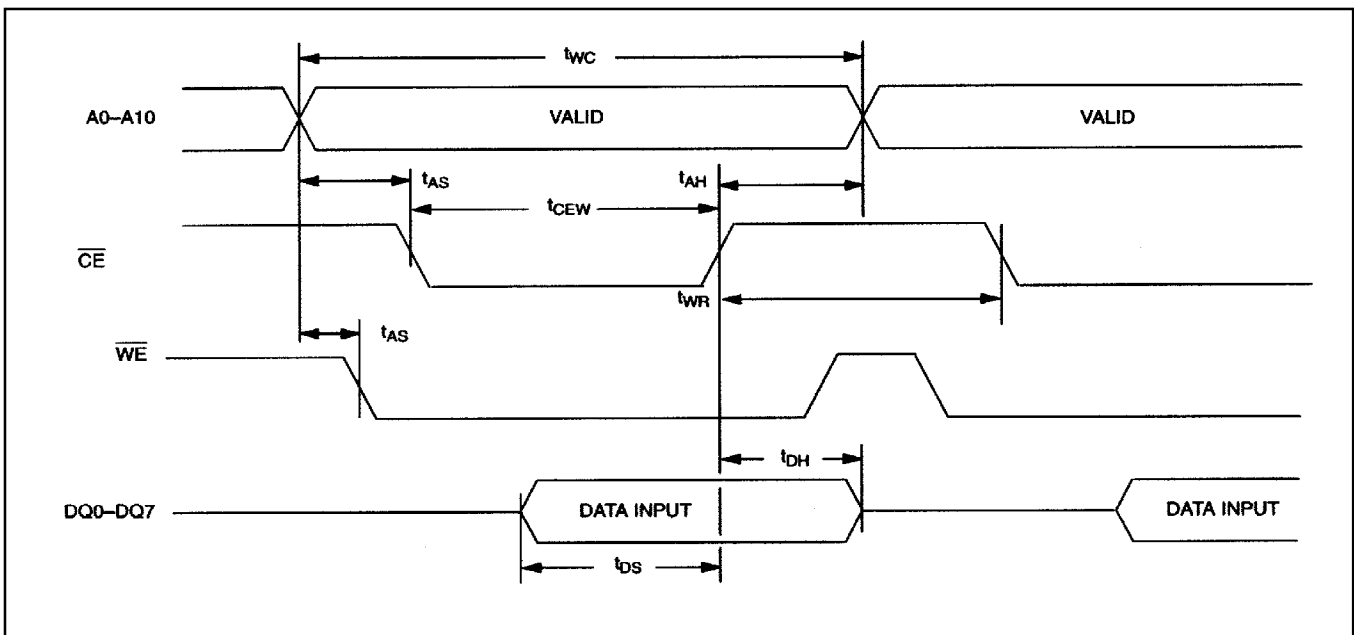 tWC
A0–A10
VALID
VALID
tAS
tAH
tCEW
CE
tWR
tAS
WE
tDH
DQ0–DQ7
DATA INPUT
DATA INPUT
tDS